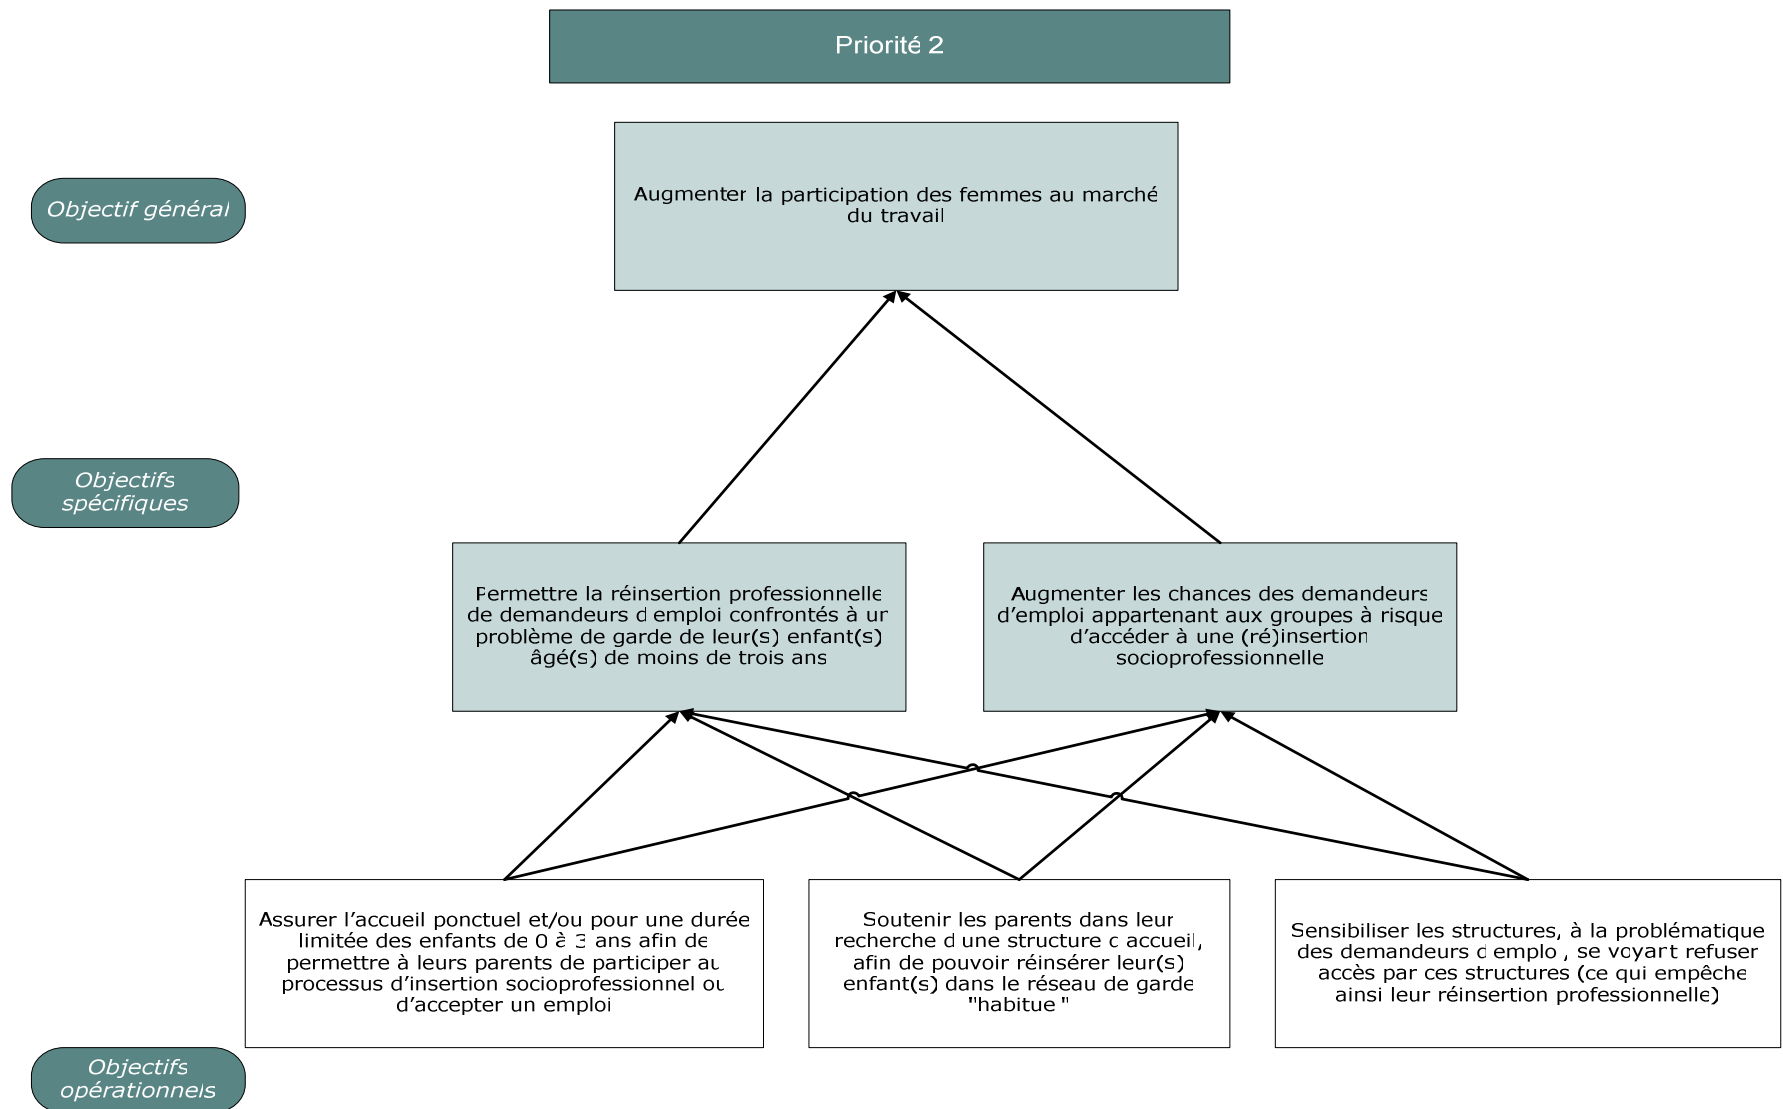 Priorité 2
Objectif général
Augmenter la participation des femmes au marché
du travail
Objectifs
spécifiques
Permettre la réinsertion professionnelle
de demandeurs d'emploi confrontés à un
problème de garde de leur(s) enfant(s)
âgé(s) de moins de trois ans
Augmenter les chances des demandeurs
d'emploi appartenant aux groupes à risque
d'accéder à une (ré)insertion
socioprofessionnelle
Assurer l'accueil ponctuel et/ou pour une durée
limitée des enfants de 0 à 3 ans afin de
permettre à leurs parents de participer au
processus d'insertion socioprofessionnel ou
d'accepter un emploi
Soutenir les parents dans leur
recherche d'une structure d'accueil,
afin de pouvoir réinsérer leur(s)
enfant(s) dans le réseau de garde
"habituel"
Sensibiliser les structures, à la problématique
des demandeurs d'emploi, se voyant refuser
accès par ces structures (ce qui empêche
ainsi leur réinsertion professionnelle)
Objectifs
opérationnels